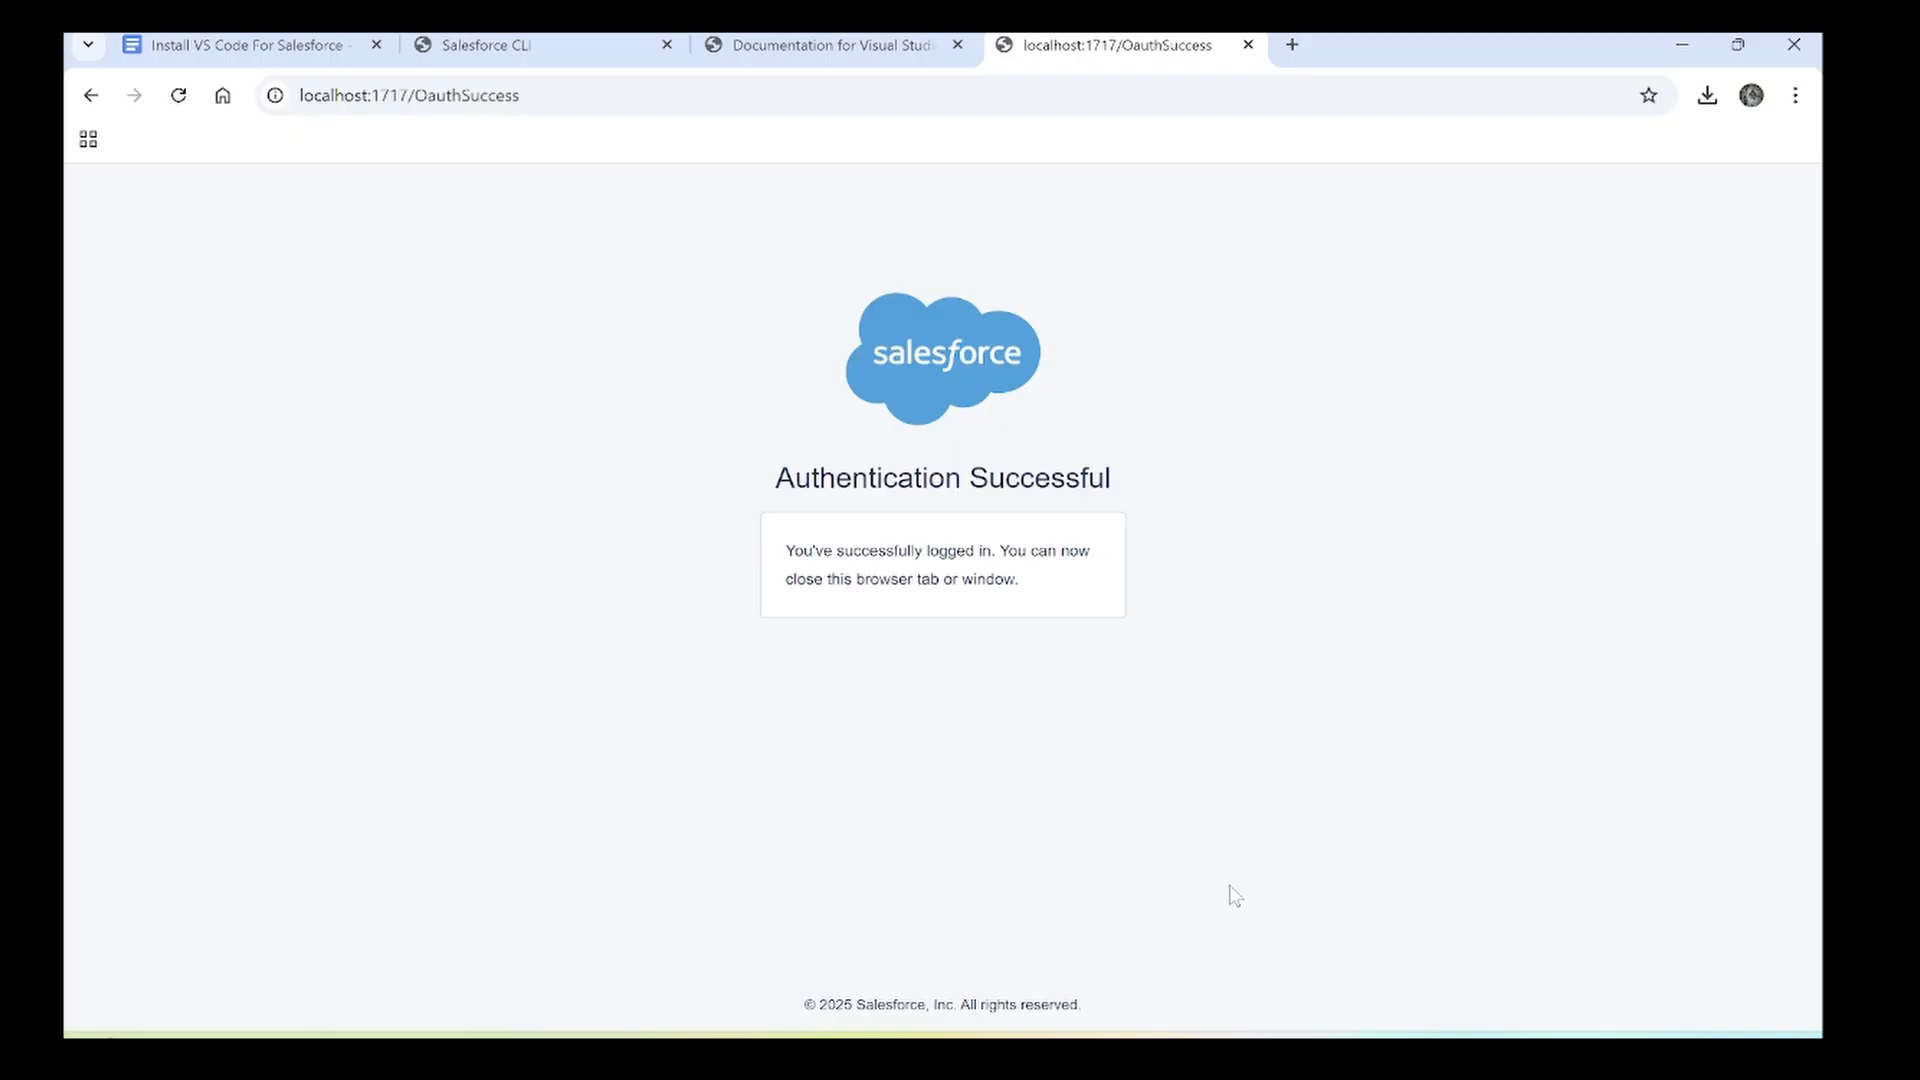 Install VS Code For Salesforce -
Salesforce CLI
Documentation for Visual Stud
localhost:1717/OauthSuccess
localhost:1717/OauthSuccess
salesforce
Authentication Successful
You've successfully logged in. You can now
close this browser tab or window.
© 2025 Salesforce, Inc. All rights reserved.